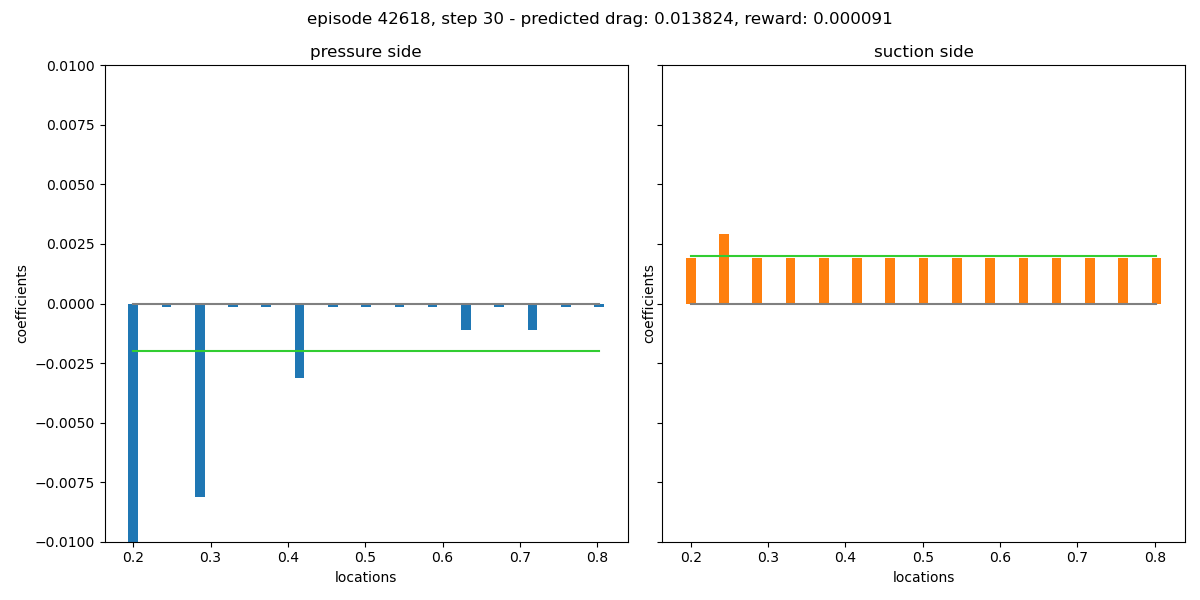 episode 42618, step 30 - predicted drag: 0.013824, reward: 0.000091
pressure side
suction side
0.0100
0.0075
0.0050
0.0025
0.0000
−0.0025
−0.0050
−0.0075
−0.0100
coefficients
0.2 0.3 0.4 0.5 0.6 0.7 0.8
locations
coefficients
0.2 0.3 0.4 0.5 0.6 0.7 0.8
locations